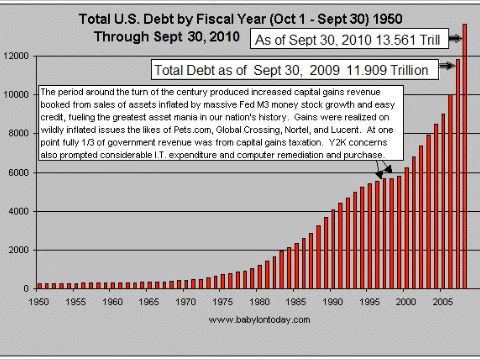 Total U.S. Debt by Fiscal Year (Oct 1 - Sept 30) 1950
Through Sept 30, 2010
As of Sept 30, 2010 13.561 Trill
Total Debt as of Sept 30, 2009 11.909 Trillion
The period around the turn of the century produced increased capital gains revenue
booked from sales of assets inflated by massive Fed M3 money stock growth and easy
credit, fueling the greatest asset mania in our nation's history. Gains were realized on
wildly inflated issues the likes of Pets.com, Global Crossing, Nortel, and Lucent. At one
point fully 1/3 of government revenue was from capital gains taxation. Y2K concerns
also prompted considerable I.T. expenditure and computer remediation and purchase.
12000
10000
8000
6000
4000
2000
0
1950 1955 1960 1965 1970 1975 1980 1985 1990 1995 2000 2005
www.babylontoday.com